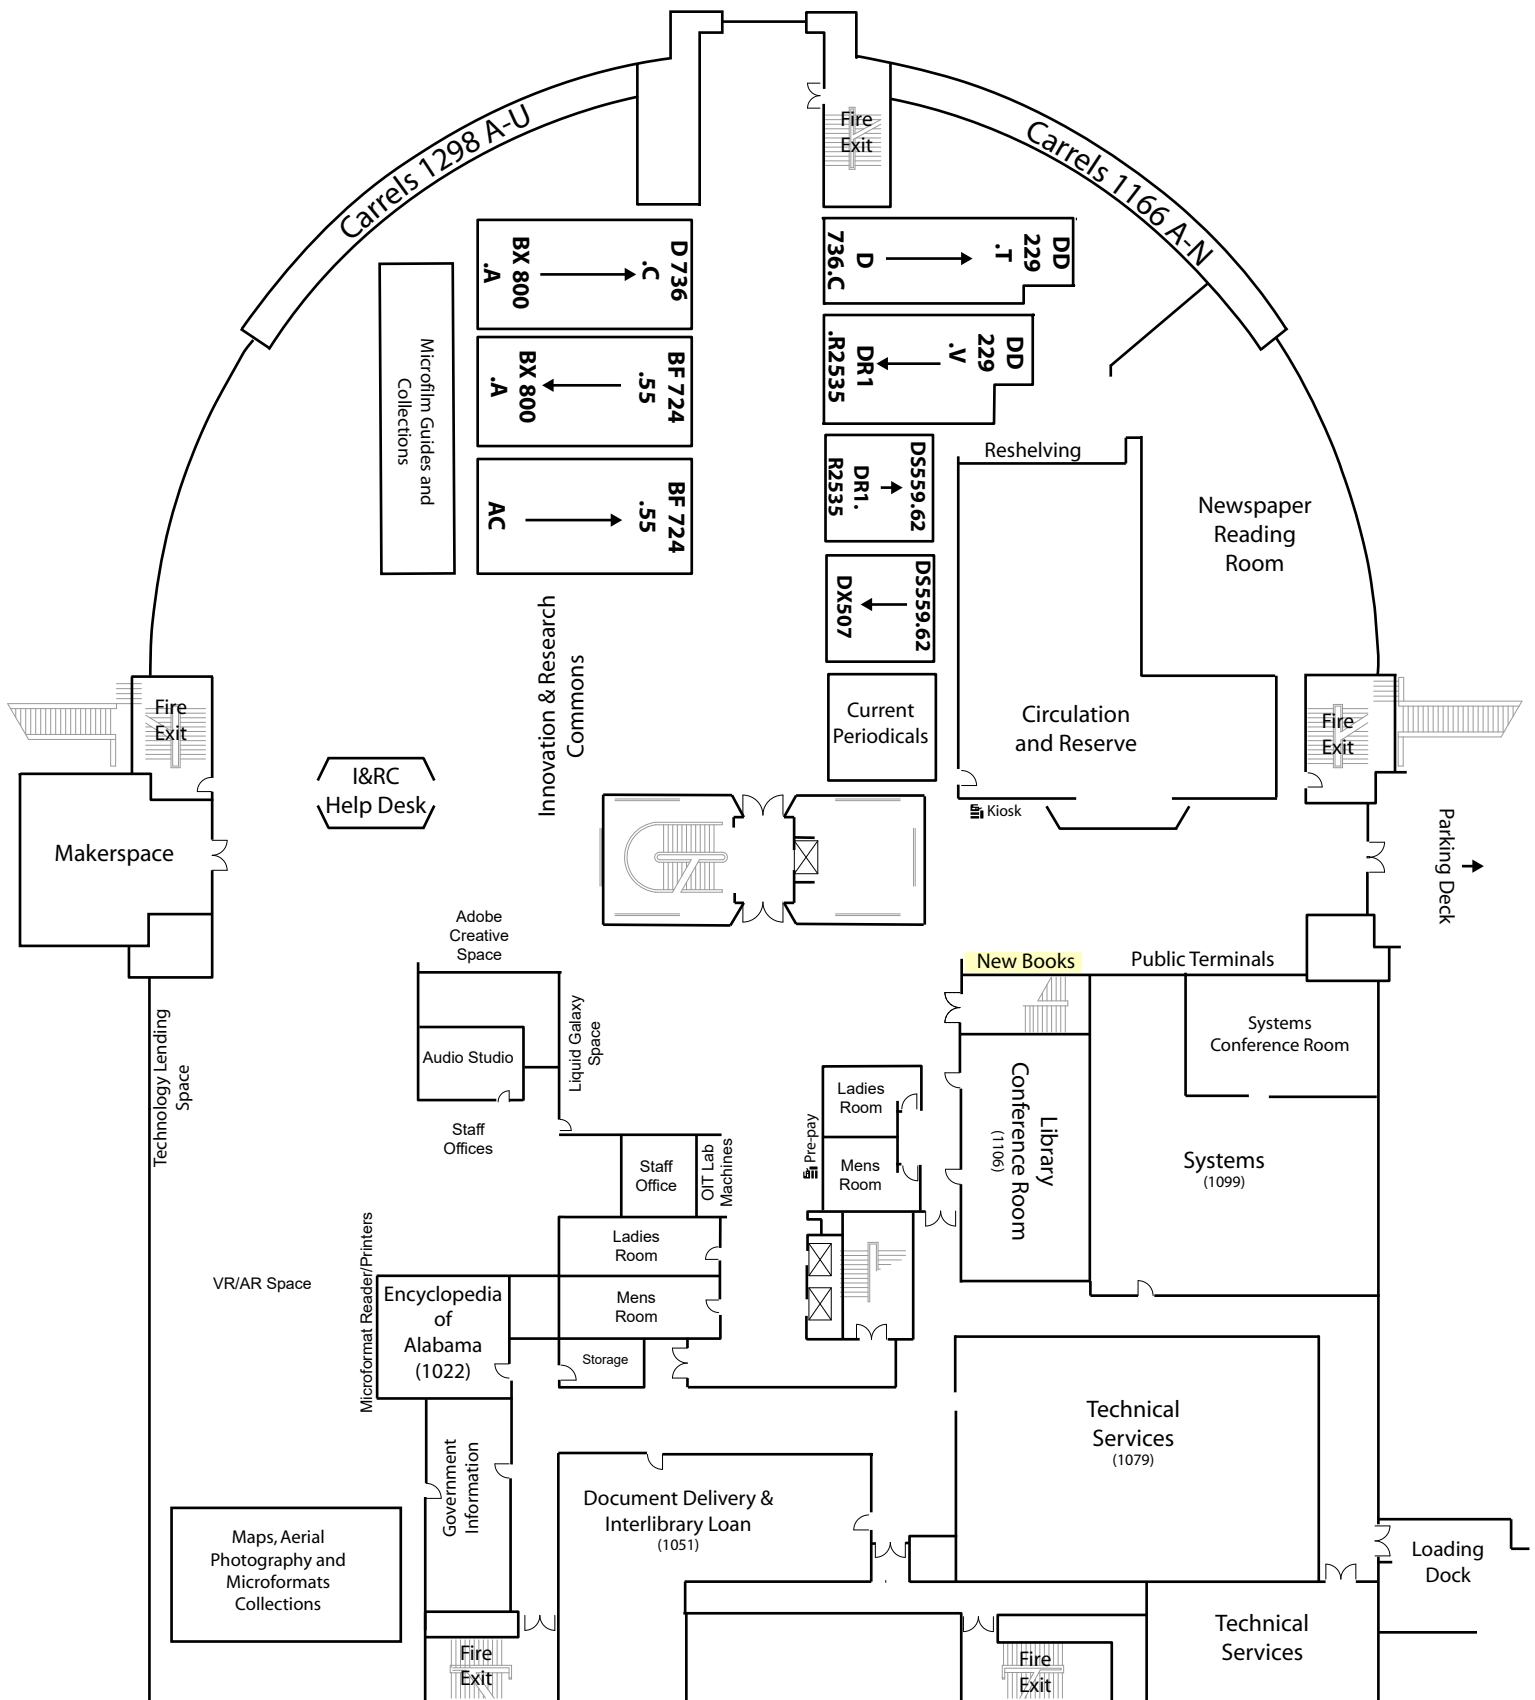 Carrels 1298 A-U
Fire
Exit
Carrels 1166 A-N
D 736
.C
BX 800
.A
D
736.C
DD
229
.T
Microfilm Guides and
Collections
BF 724
.55
BX 800
.A
DD
229
.V
DR1
.R2535
BF 724
.55
AC
DS559.62
DR1.
R2535
Reshelving
Newspaper
Reading
Room
DS559.62
DX507
Innovation & Research
Commons
Current
Periodicals
Circulation
and Reserve
Fire
Exit
Fire
Exit
I&RC
Help Desk
Kiosk
Makerspace
Parking Deck
Adobe
Creative
Space
New Books
Public Terminals
Technology Lending
Space
Audio Studio
Liquid Galaxy
Space
Systems
Conference Room
Library
Conference Room
(1106)
Ladies
Room
Staff
Offices
Pre-pay
Mens
Room
Staff
Office
OIT Lab
Machines
Systems
(1099)
Ladies
Room
Microformat Reader/Printers
VR/AR Space
Encyclopedia
of
Alabama
(1022)
Mens
Room
Storage
Technical
Services
(1079)
Government
Information
Document Delivery &
Interlibrary Loan
(1051)
Maps, Aerial
Photography and
Microformats
Collections
Loading
Dock
Technical
Services
Fire
Exit
Fire
Exit